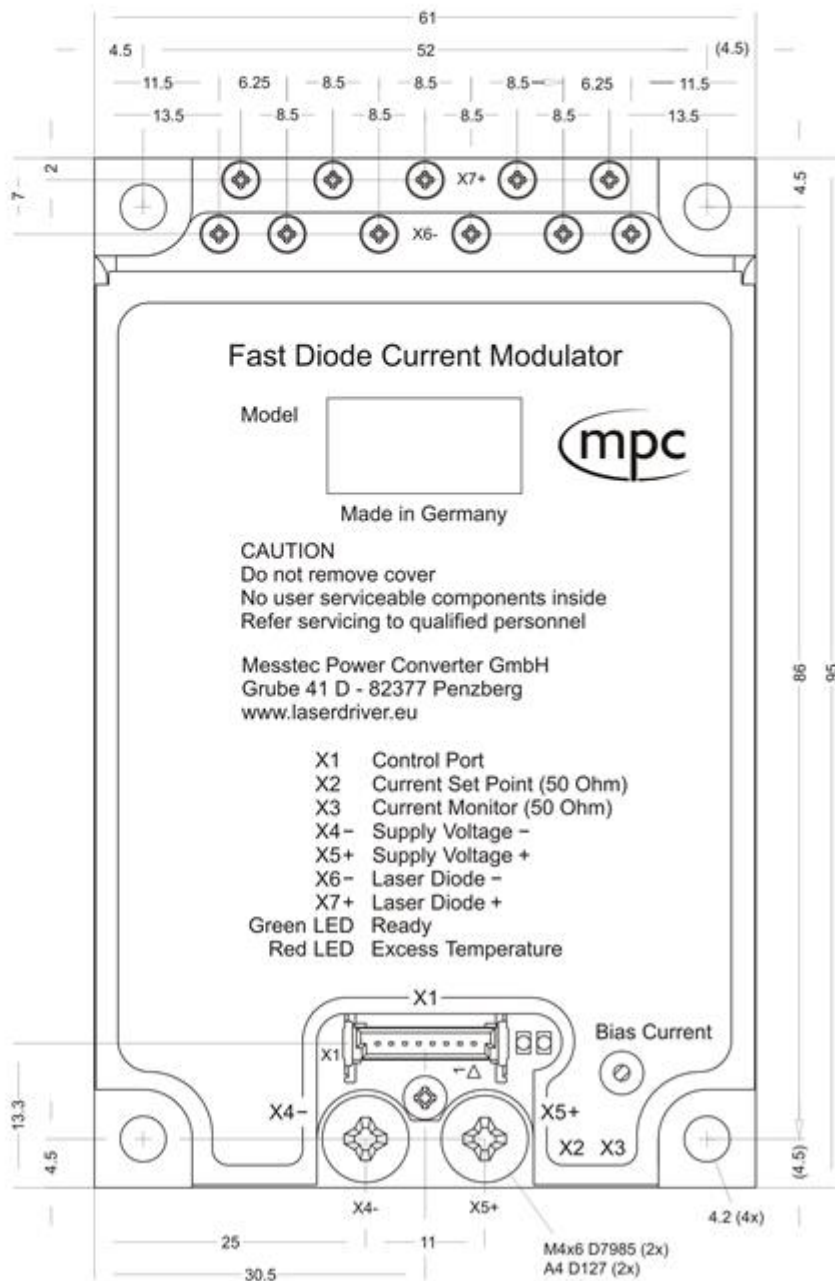 61
4.5 52 (4.5)
11.5 6.25 8.5 8.5 8.5 6.25 11.5
13.5 8.5 8.5 8.5 8.5 13.5
2
7
4.5
X7+
X6-
Fast Diode Current Modulator
Model
mpc
Made in Germany
CAUTION
Do not remove cover
No user serviceable components inside
Refer servicing to qualified personnel
Messtec Power Converter GmbH
Grube 41 D - 82377 Penzberg
www.laserdriver.eu
86
95
X1 Control Port
X2 Current Set Point (50 Ohm)
X3 Current Monitor (50 Ohm)
X4− Supply Voltage −
X5+ Supply Voltage +
X6− Laser Diode −
X7+ Laser Diode +
Green LED Ready
Red LED Excess Temperature
X1
Bias Current
X1
1
13.3
X4− X5+
X2 X3
4.5
(4.5)
X4- X5+
4.2 (4x)
25 11
M4x6 D7985 (2x)
A4 D127 (2x)
30.5